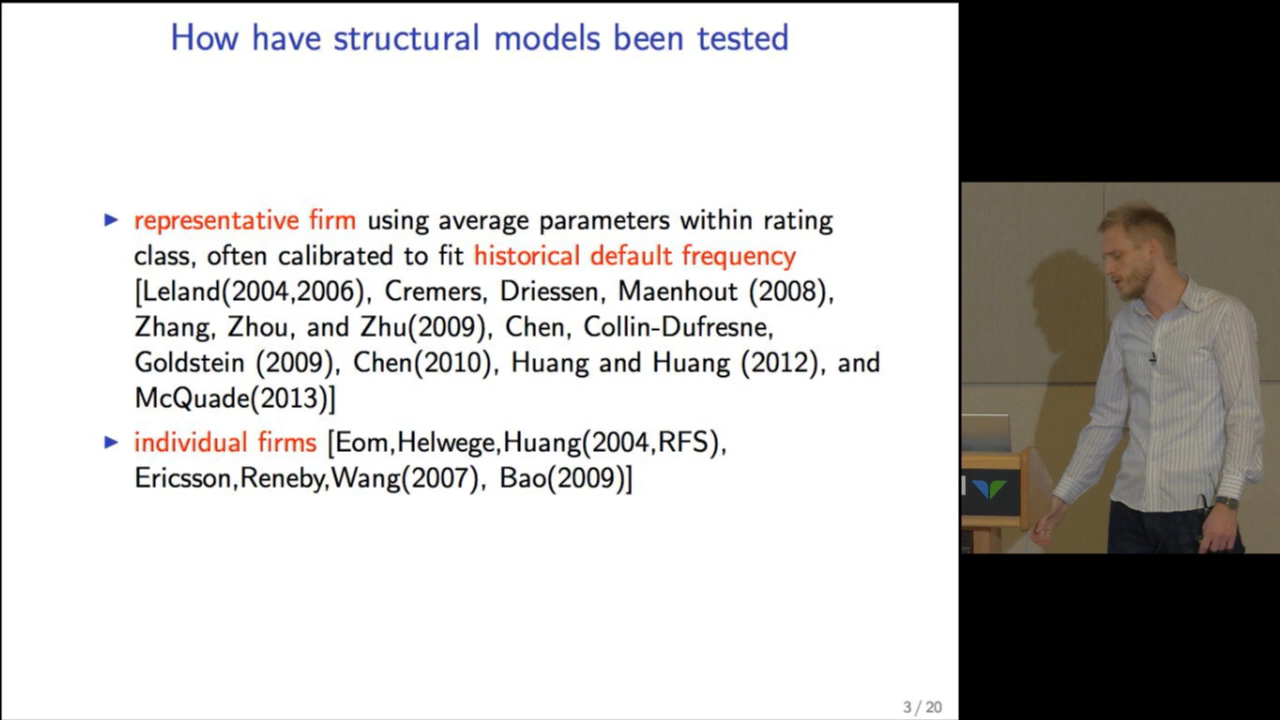 How have structural models been tested
▶ representative firm using average parameters within rating
class, often calibrated to fit historical default frequency
[Leland(2004,2006), Cremers, Driessen, Maenhout (2008),
Zhang, Zhou, and Zhu(2009), Chen, Collin-Dufresne,
Goldstein (2009), Chen(2010), Huang and Huang (2012), and
McQuade(2013)]
▶ individual firms [Eom,Helwege,Huang(2004,RFS),
Ericsson,Reneby,Wang(2007), Bao(2009)]
3 / 20